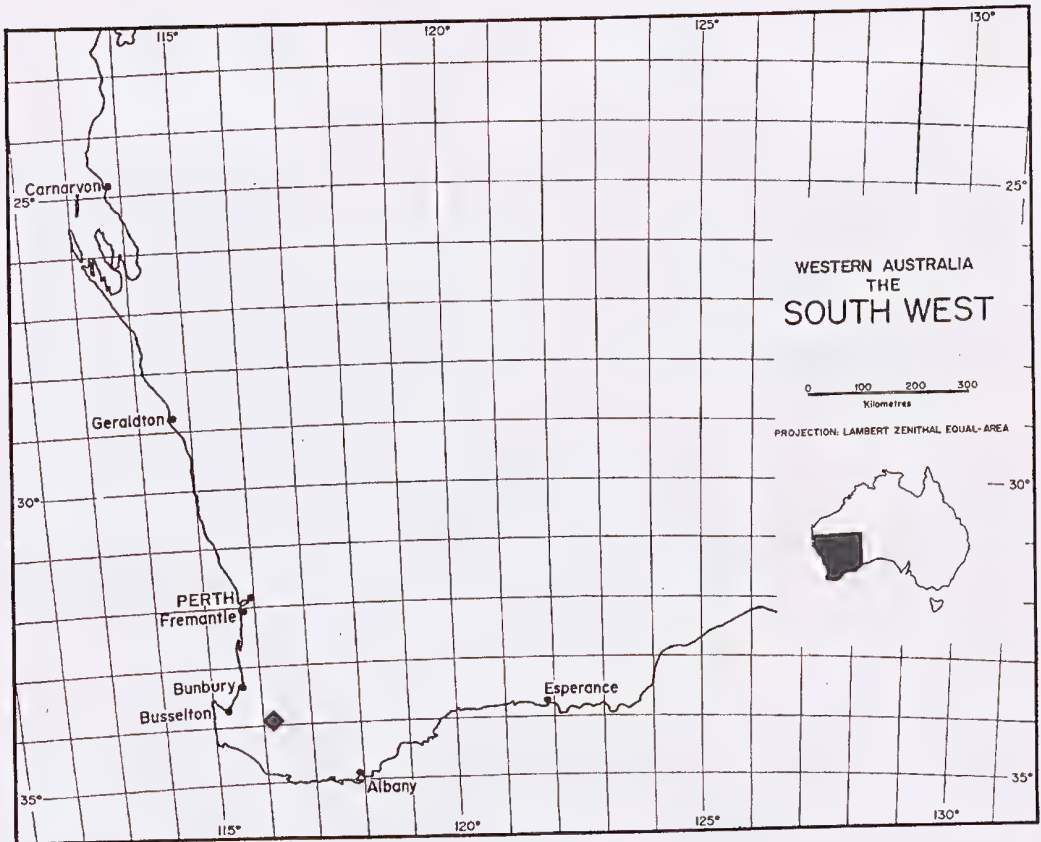 115°
120°
125°
130°
Carnarvon
25°
25°
WESTERN AUSTRALIA
THE
SOUTH WEST
0 100 200 300
Kilometres
PROJECTION: LAMBERT ZENITHAL EQUAL-AREA
Geraldton
30°
30°
PERTH
Fremantle
Bunbury
Busselton
Esperance
Albany
35°
35°
115°
120°
125°
130°